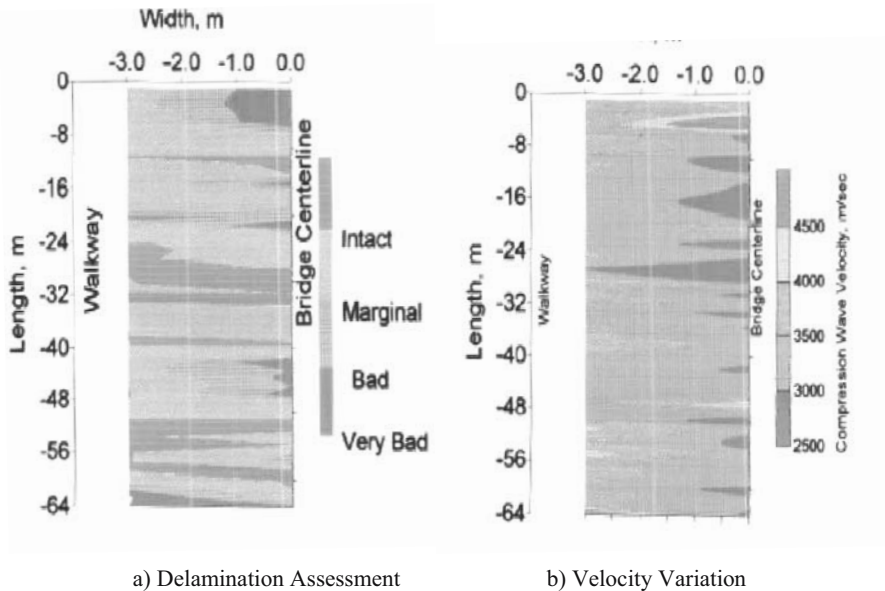 Width, m
-3.0 -2.0 -1.0 0.0
0
-8
-16
-24
-32
-40
-48
-56
-64
Length, m
Walkway
Bridge Centerline
Intact
Marginal
Bad
Very Bad
a) Delamination Assessment
-3.0 -2.0 -1.0 0.0
0
-8
-16
-24
-32
-40
-48
-56
-64
Length, m
Walkway
Bridge Centerline
4500
4000
3500
3000
2500
Compression Wave Velocity, m/sec
b) Velocity Variation